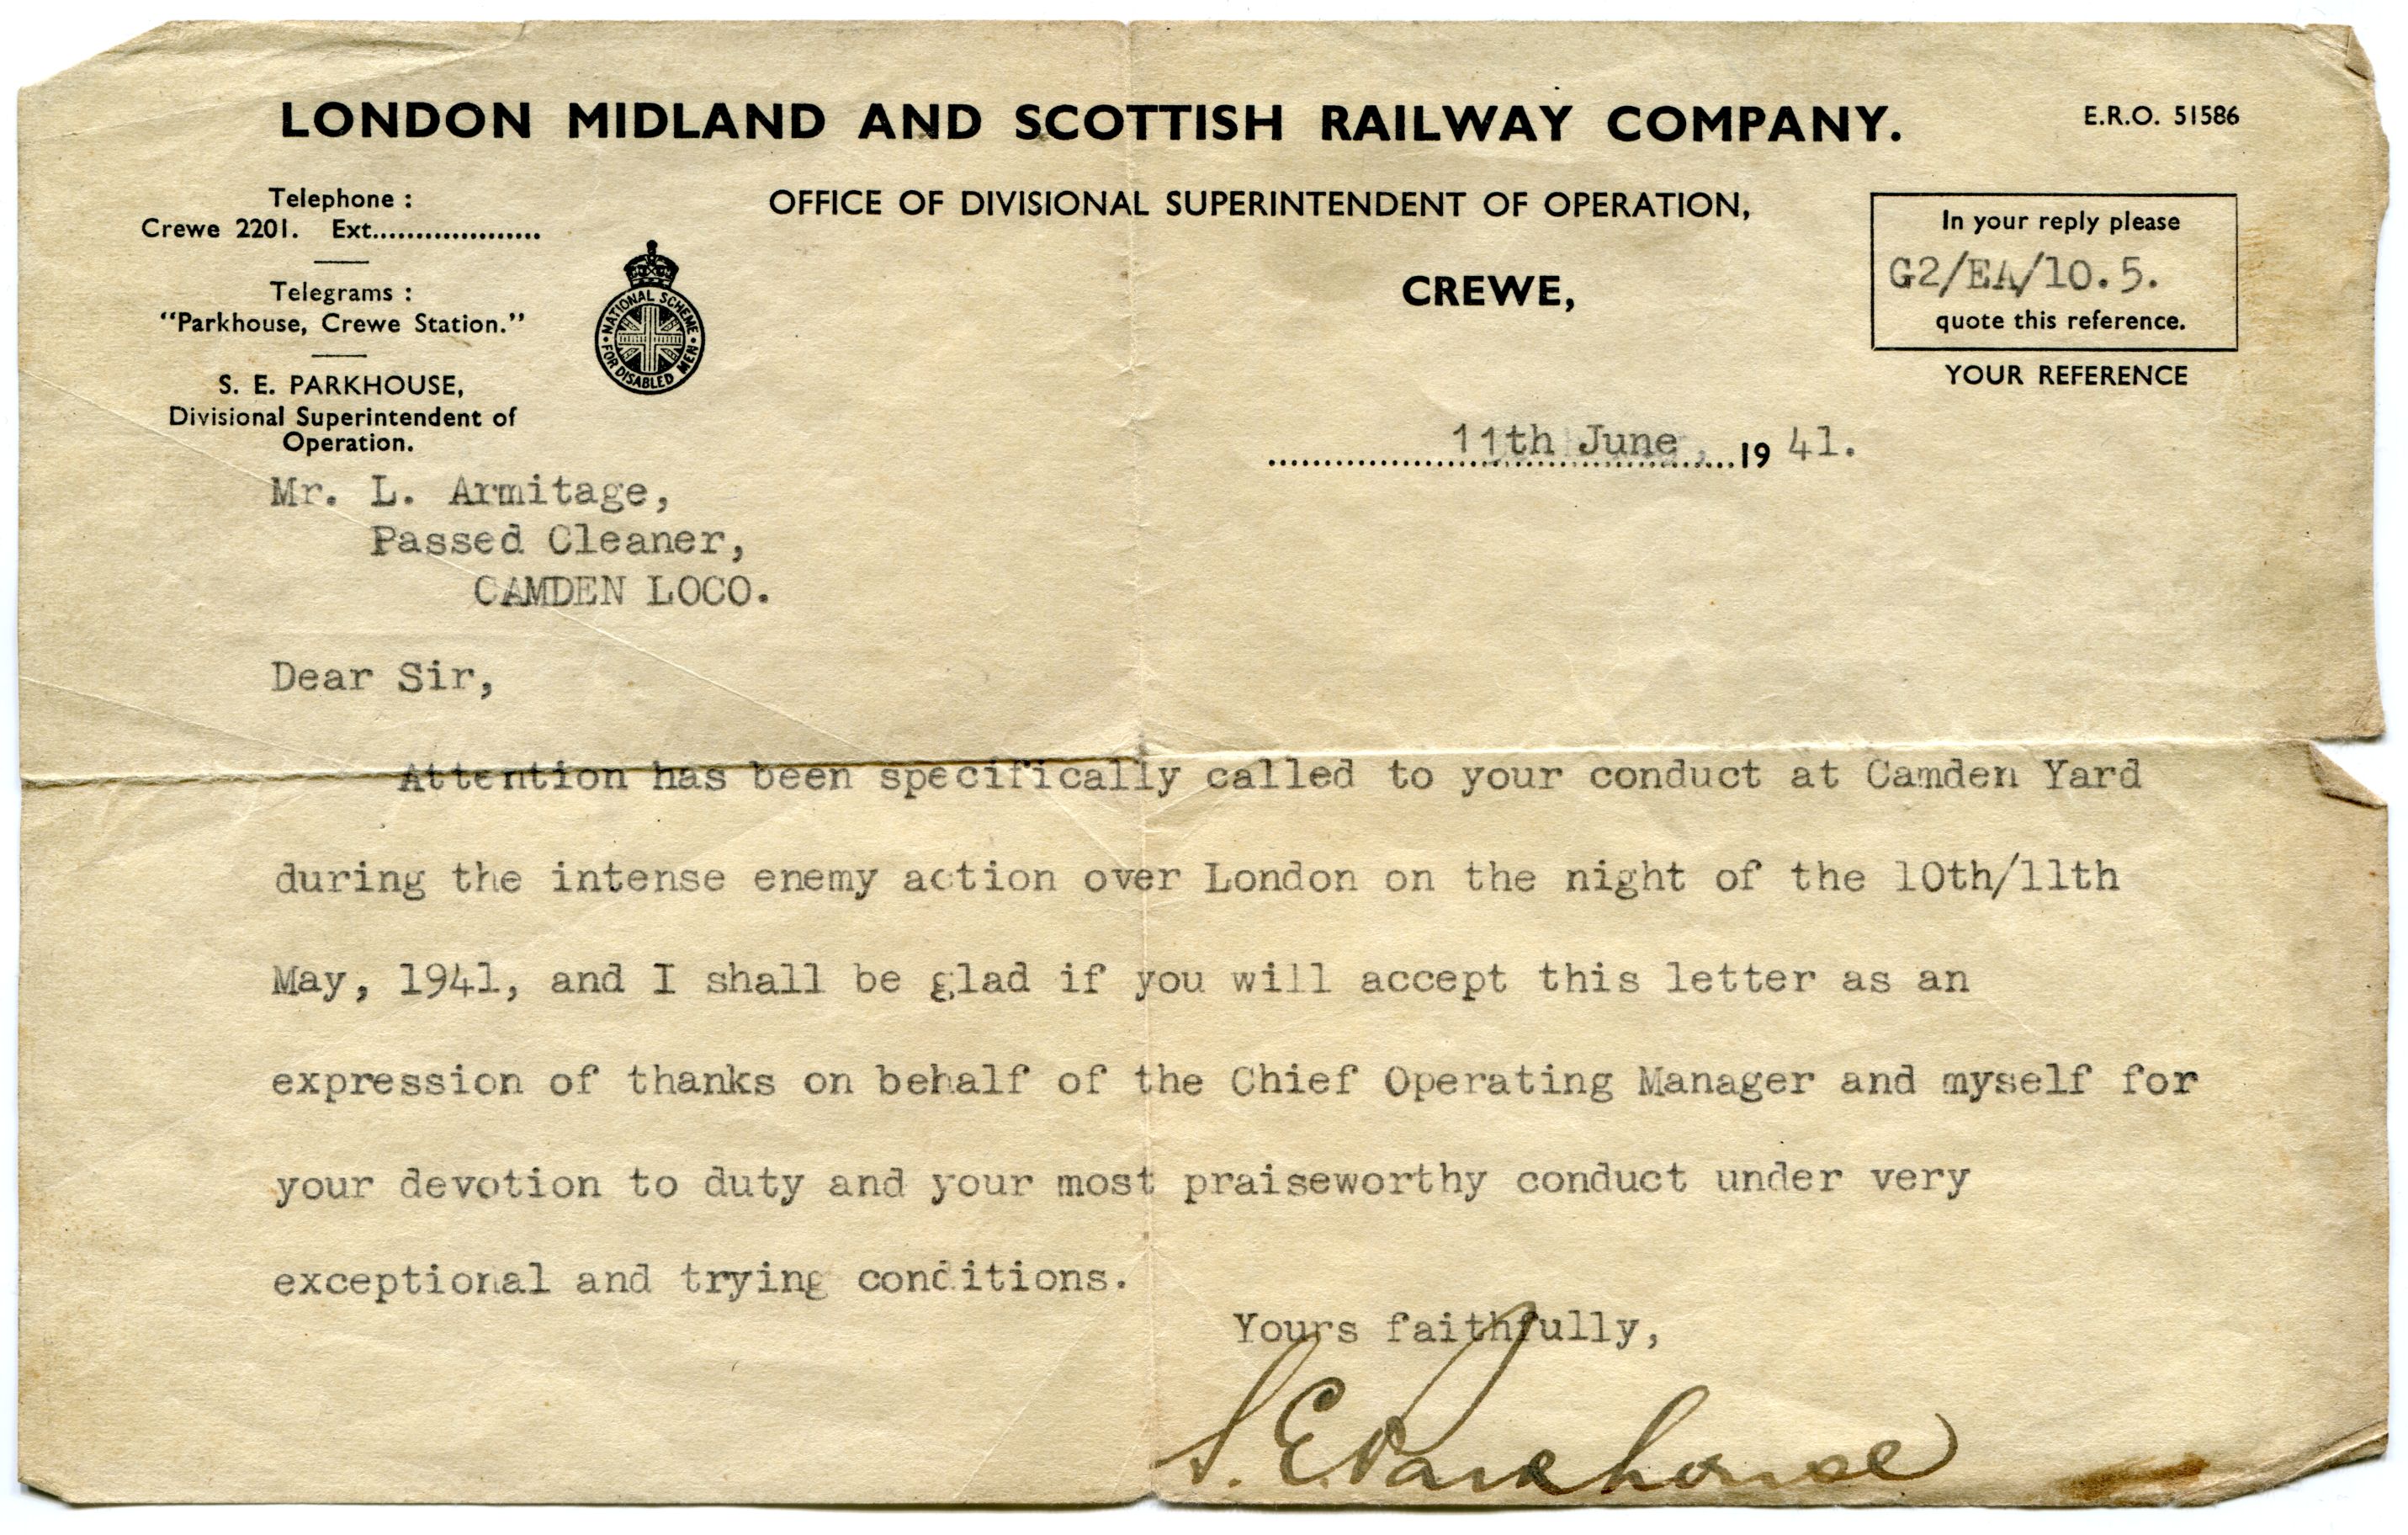 LONDON MIDLAND AND SCOTTISH RAILWAY COMPANY.
E.R.O. 51586
Telephone :
Crewe 2201. Ext....................
Telegrams :
"Parkhouse, Crewe Station."
S. E. PARKHOUSE,
Divisional Superintendent of
Operation.
NATIONAL SCHEME
FOR DISABLED MEN
OFFICE OF DIVISIONAL SUPERINTENDENT OF OPERATION,
CREWE,
In your reply please
G2/EA/10.5.
quote this reference.
YOUR REFERENCE
11th June, 1941.
Mr. L. Armitage,
Passed Cleaner,
CAMDEN LOCO.
Dear Sir,
Attention has been specifically called to your conduct at Camden Yard
during the intense enemy action over London on the night of the 10th/11th
May, 1941, and I shall be glad if you will accept this letter as an
expression of thanks on behalf of the Chief Operating Manager and myself for
your devotion to duty and your most praiseworthy conduct under very
exceptional and trying conditions.
Yours faithfully,
S. E. Parkhouse